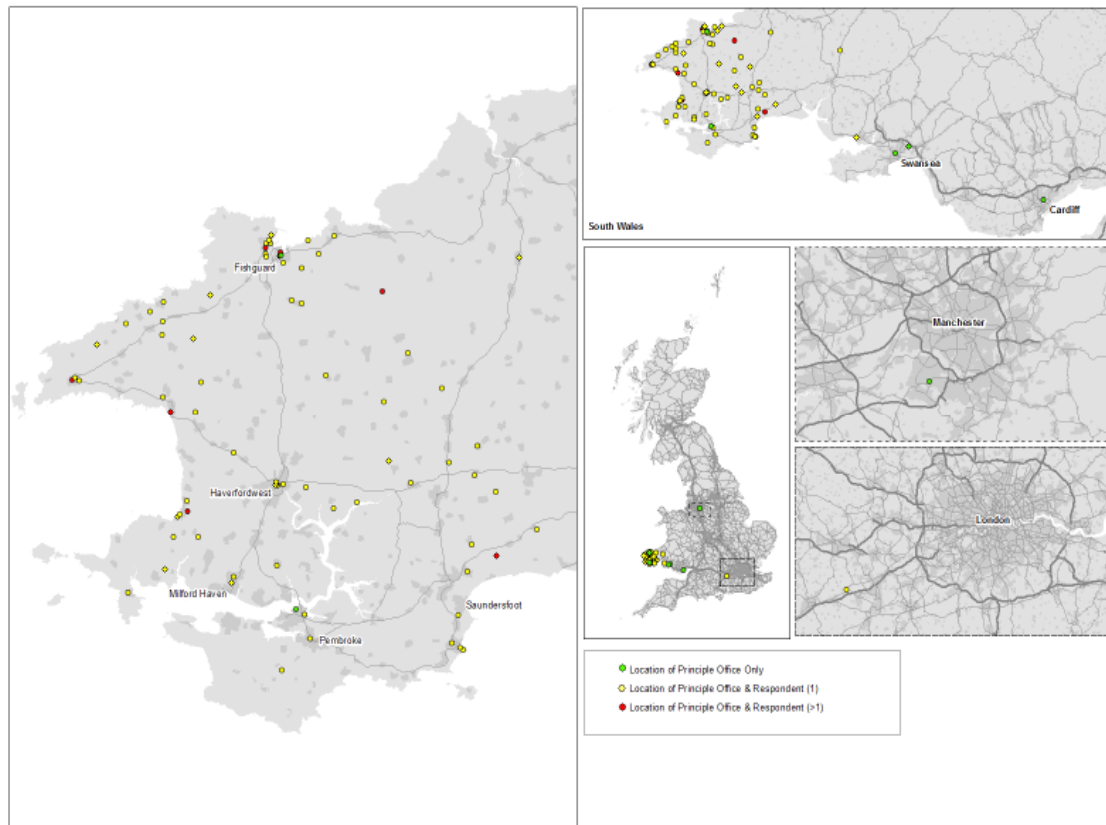 Fishguard
Haverfordwest
Milford Haven
Pembroke
Saundersfoot
Swansea
Cardiff
South Wales
Manchester
London
Location of Principle Office Only
Location of Principle Office & Respondent (1)
Location of Principle Office & Respondent (>1)